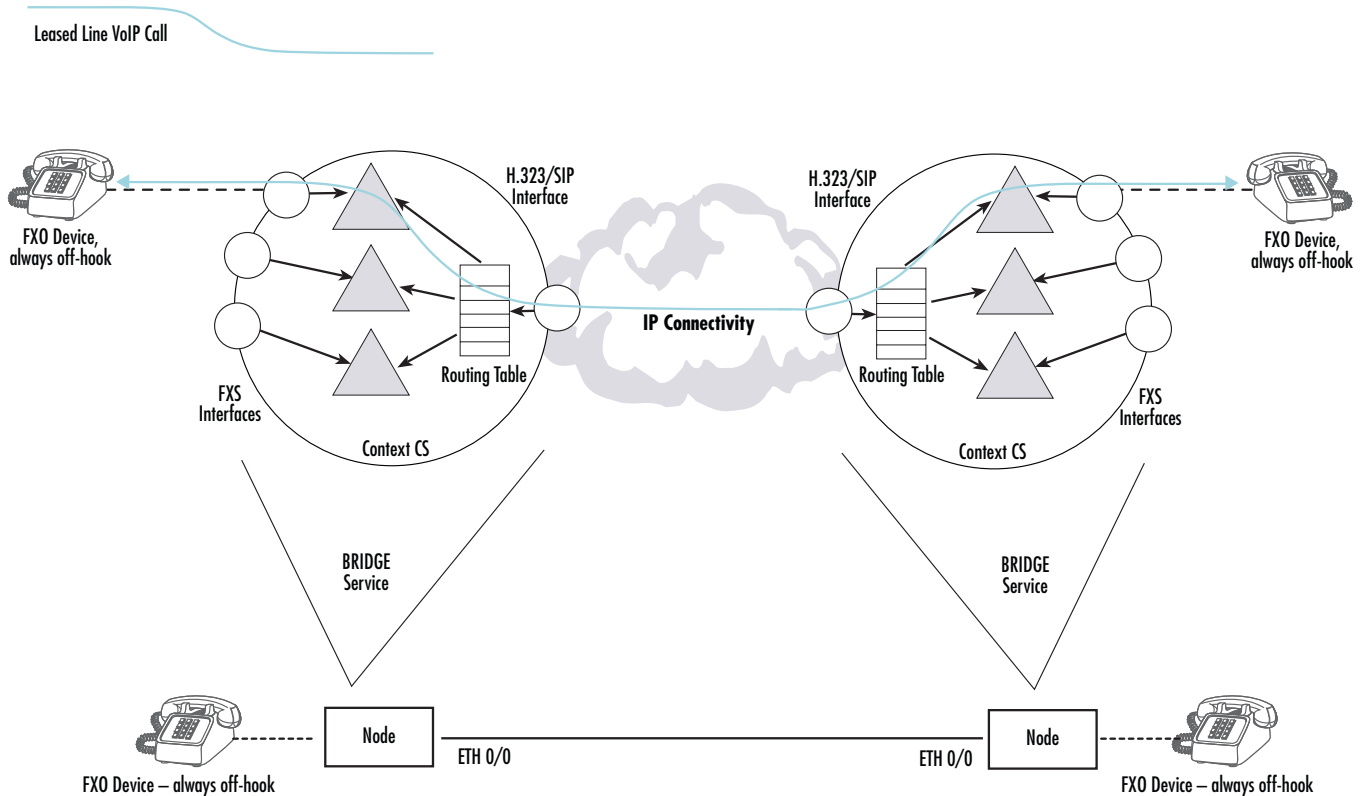 Leased Line VoIP Call
H.323/SIP
Interface
H.323/SIP
Interface
FXO Device,
always off-hook
FXO Device,
always off-hook
IP Connectivity
Routing Table
Routing Table
FXS
Interfaces
FXS
Interfaces
Context CS
Context CS
BRIDGE
Service
BRIDGE
Service
Node
Node
ETH 0/0
ETH 0/0
FXO Device – always off-hook
FXO Device – always off-hook